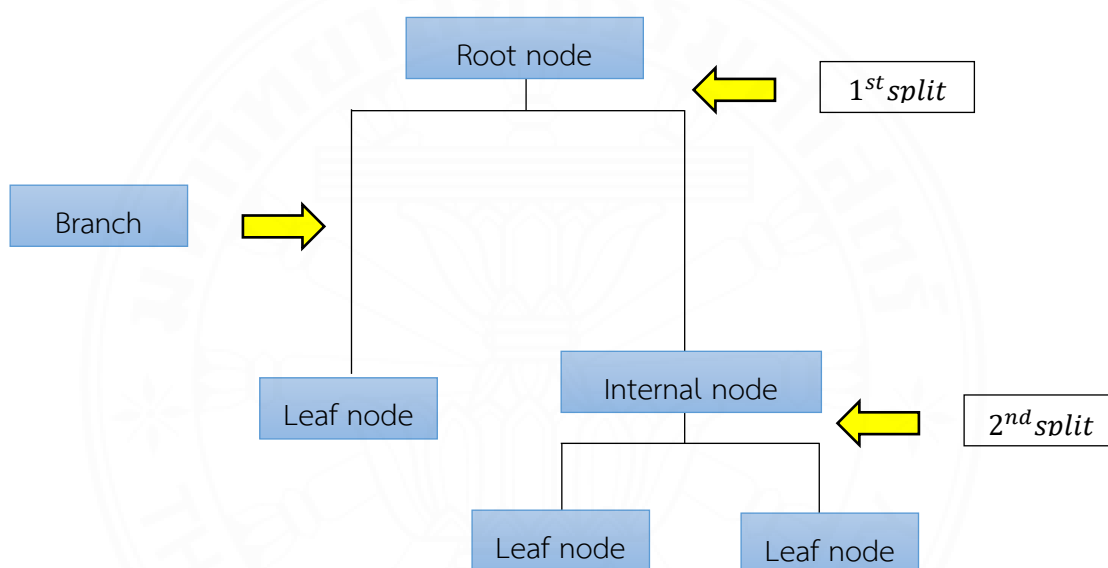 Root node
1ˢᵗ split
Branch
Leaf node
Internal node
2ⁿᵈ split
Leaf node
Leaf node